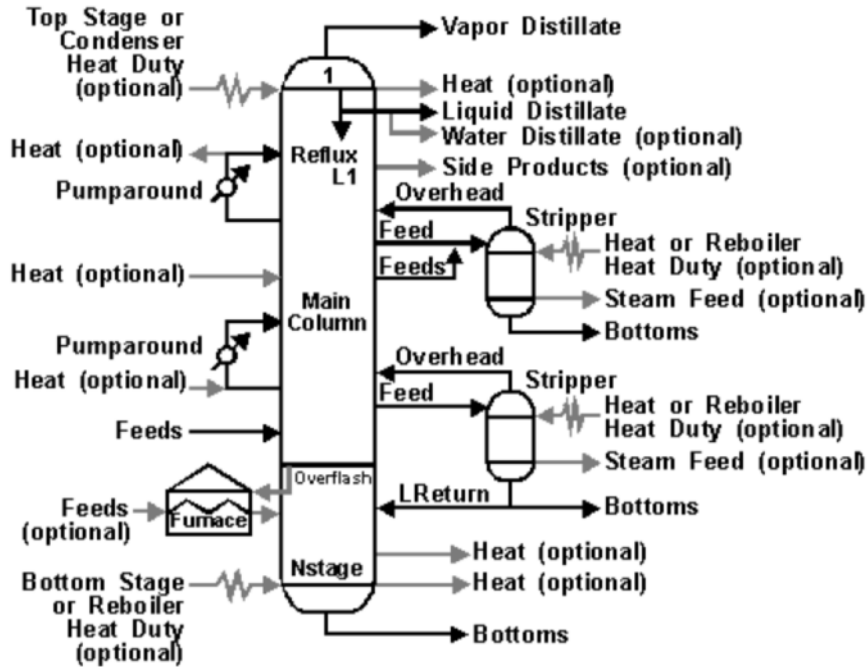 Top Stage or
Condenser
Heat Duty
(optional)
Vapor Distillate
1
Heat (optional)
Liquid Distillate
Water Distillate (optional)
Heat (optional)
Reflux
L1
Side Products (optional)
Pumparound
Overhead
Stripper
Feed
Heat or Reboiler
Heat Duty (optional)
Heat (optional)
Feeds
Steam Feed (optional)
Main
Column
Bottoms
Pumparound
Overhead
Stripper
Heat (optional)
Feed
Heat or Reboiler
Heat Duty (optional)
Feeds
Steam Feed (optional)
Overflash
LReturn
Bottoms
Feeds
(optional)
Furnace
Heat (optional)
Nstage
Heat (optional)
Bottom Stage
or Reboiler
Heat Duty
(optional)
Bottoms